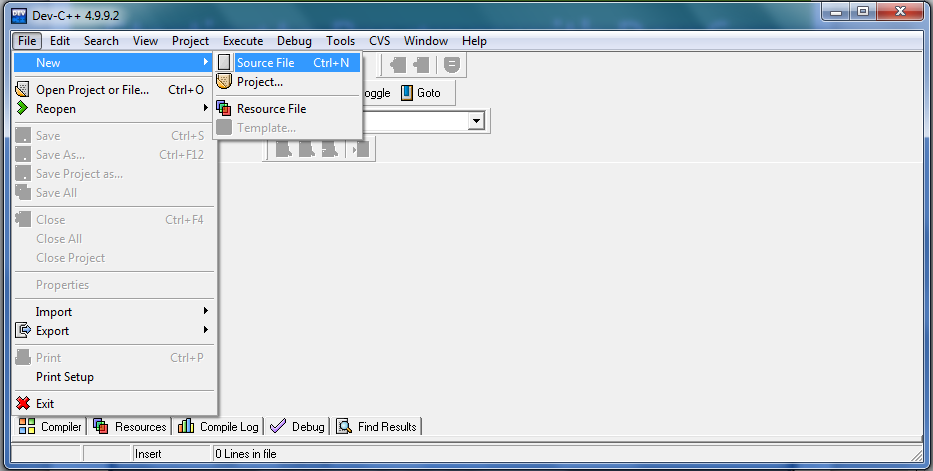 Dev-C++ 4.9.9.2
File Edit Search View Project Execute Debug Tools CVS Window Help
New
Source File Ctrl+N
Project...
Open Project or File... Ctrl+O
oggle Goto
Reopen
Resource File
Template...
Save Ctrl+S
Save As... Ctrl+F12
Save Project as...
Save All
Close Ctrl+F4
Close All
Close Project
Properties
Import
Export
Print Ctrl+P
Print Setup
Exit
Compiler Resources Compile Log Debug Find Results
Insert 0 Lines in file